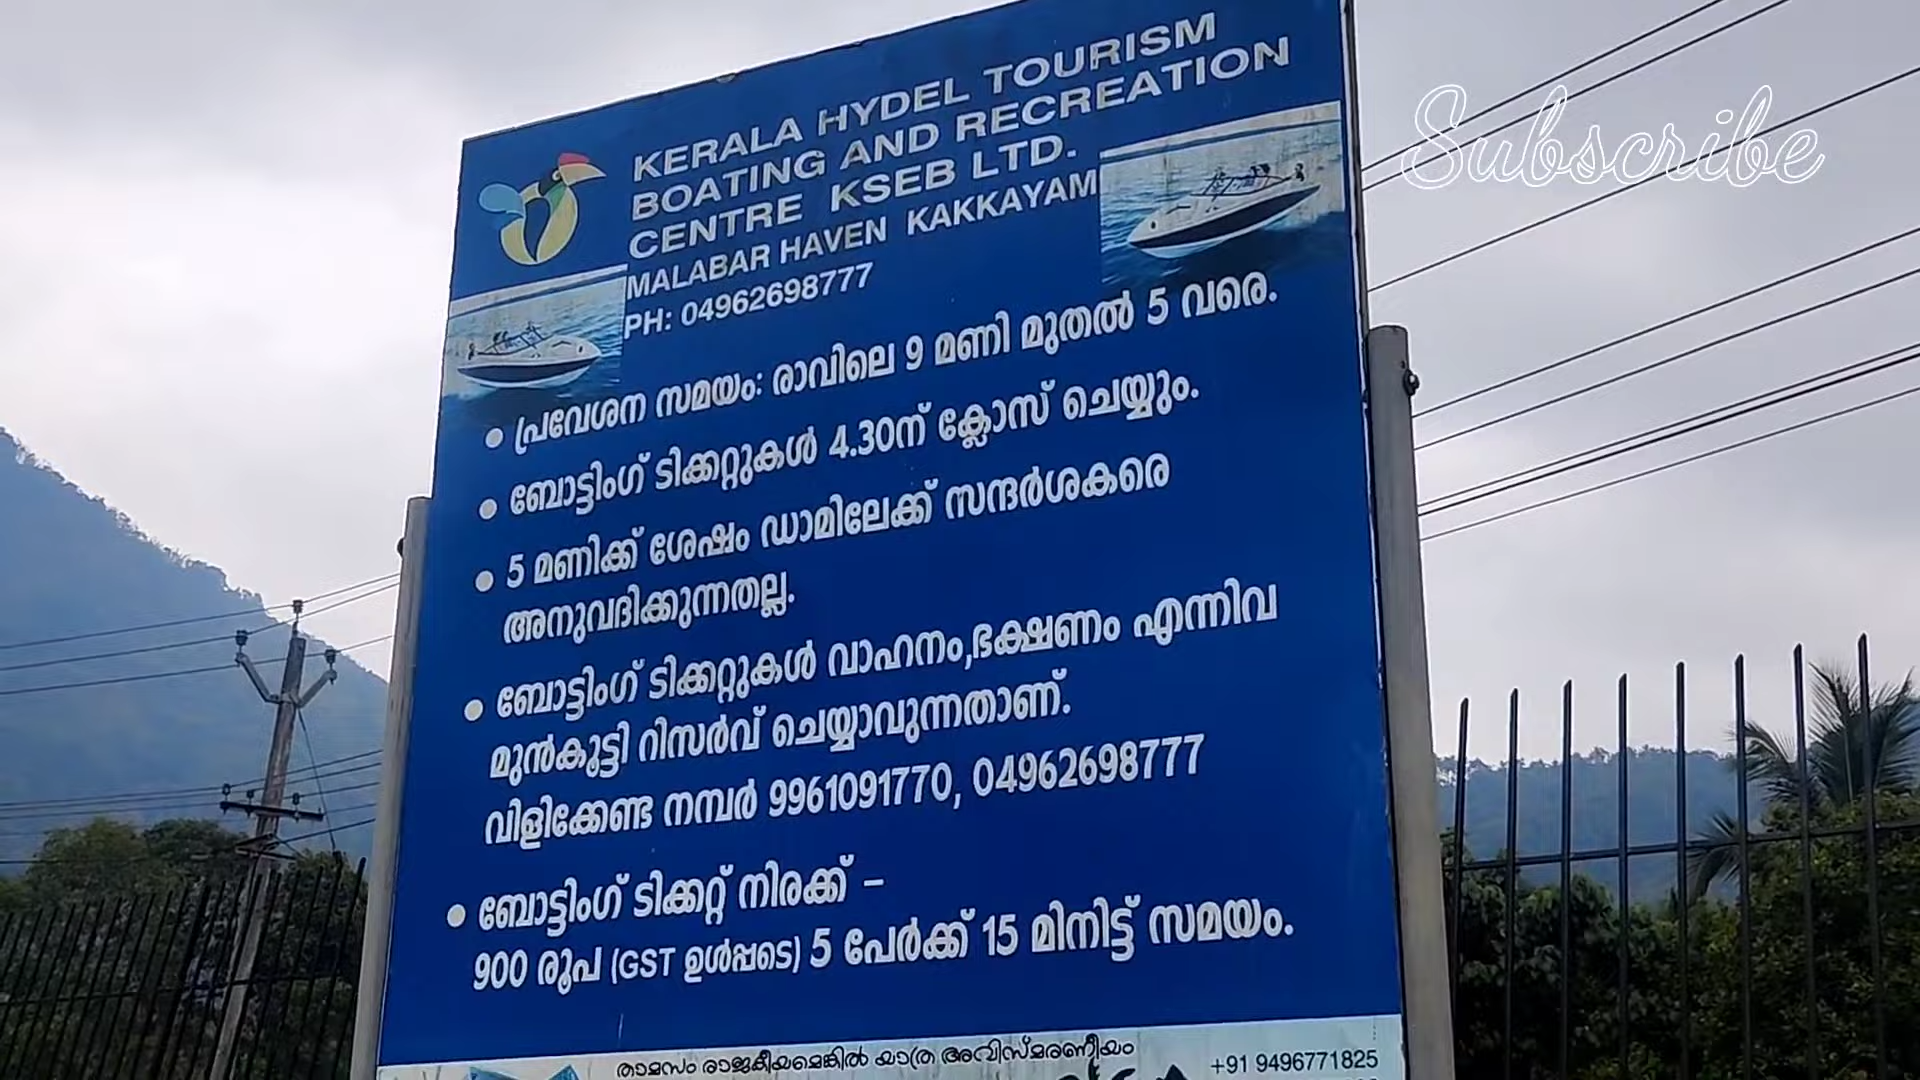 Subscribe
KERALA HYDEL TOURISM
BOATING AND RECREATION
CENTRE KSEB LTD.
MALABAR HAVEN KAKKAYAM
PH: 04962698777
• പ്രവേശന സമയം: രാവിലെ 9 മണി മുതൽ 5 വരെ.
• ബോട്ടിംഗ് ടിക്കറ്റുകൾ 4.30ന് ക്ലോസ് ചെയ്യും.
• 5 മണിക്ക് ശേഷം ഡാമിലേക്ക് സന്ദർശകരെ
അനുവദിക്കുന്നതല്ല.
• ബോട്ടിംഗ് ടിക്കറ്റുകൾ വാഹനം,ഭക്ഷണം എന്നിവ
മുൻകൂട്ടി റിസർവ് ചെയ്യാവുന്നതാണ്.
വിളിക്കേണ്ട നമ്പർ 9961091770, 04962698777
• ബോട്ടിംഗ് ടിക്കറ്റ് നിരക്ക് –
900 രൂപ (GST ഉൾപ്പടെ) 5 പേർക്ക് 15 മിനിട്ട് സമയം.
താമസം രാജകീയമെങ്കിൽ യാത്ര അവിസ്മരണീയം
+91 9496771825